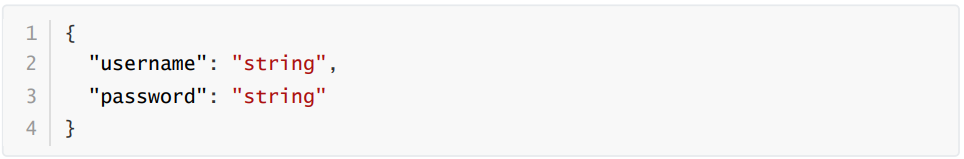 1 {
2 "username": "string",
3 "password": "string"
4 }